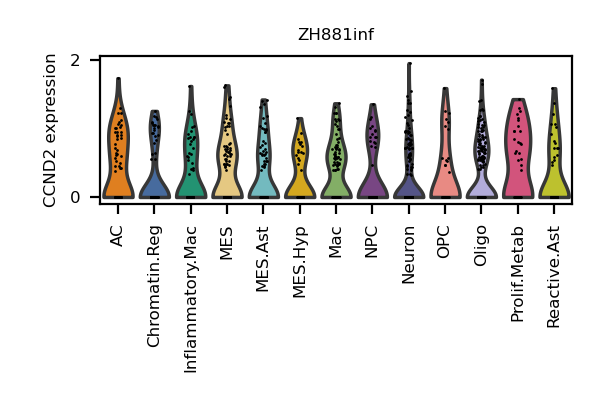 ZH881inf
CCND2 expression
2
0
AC
Chromatin.Reg
Inflammatory.Mac
MES
MES.Ast
MES.Hyp
Mac
NPC
Neuron
OPC
Oligo
Prolif.Metab
Reactive.Ast